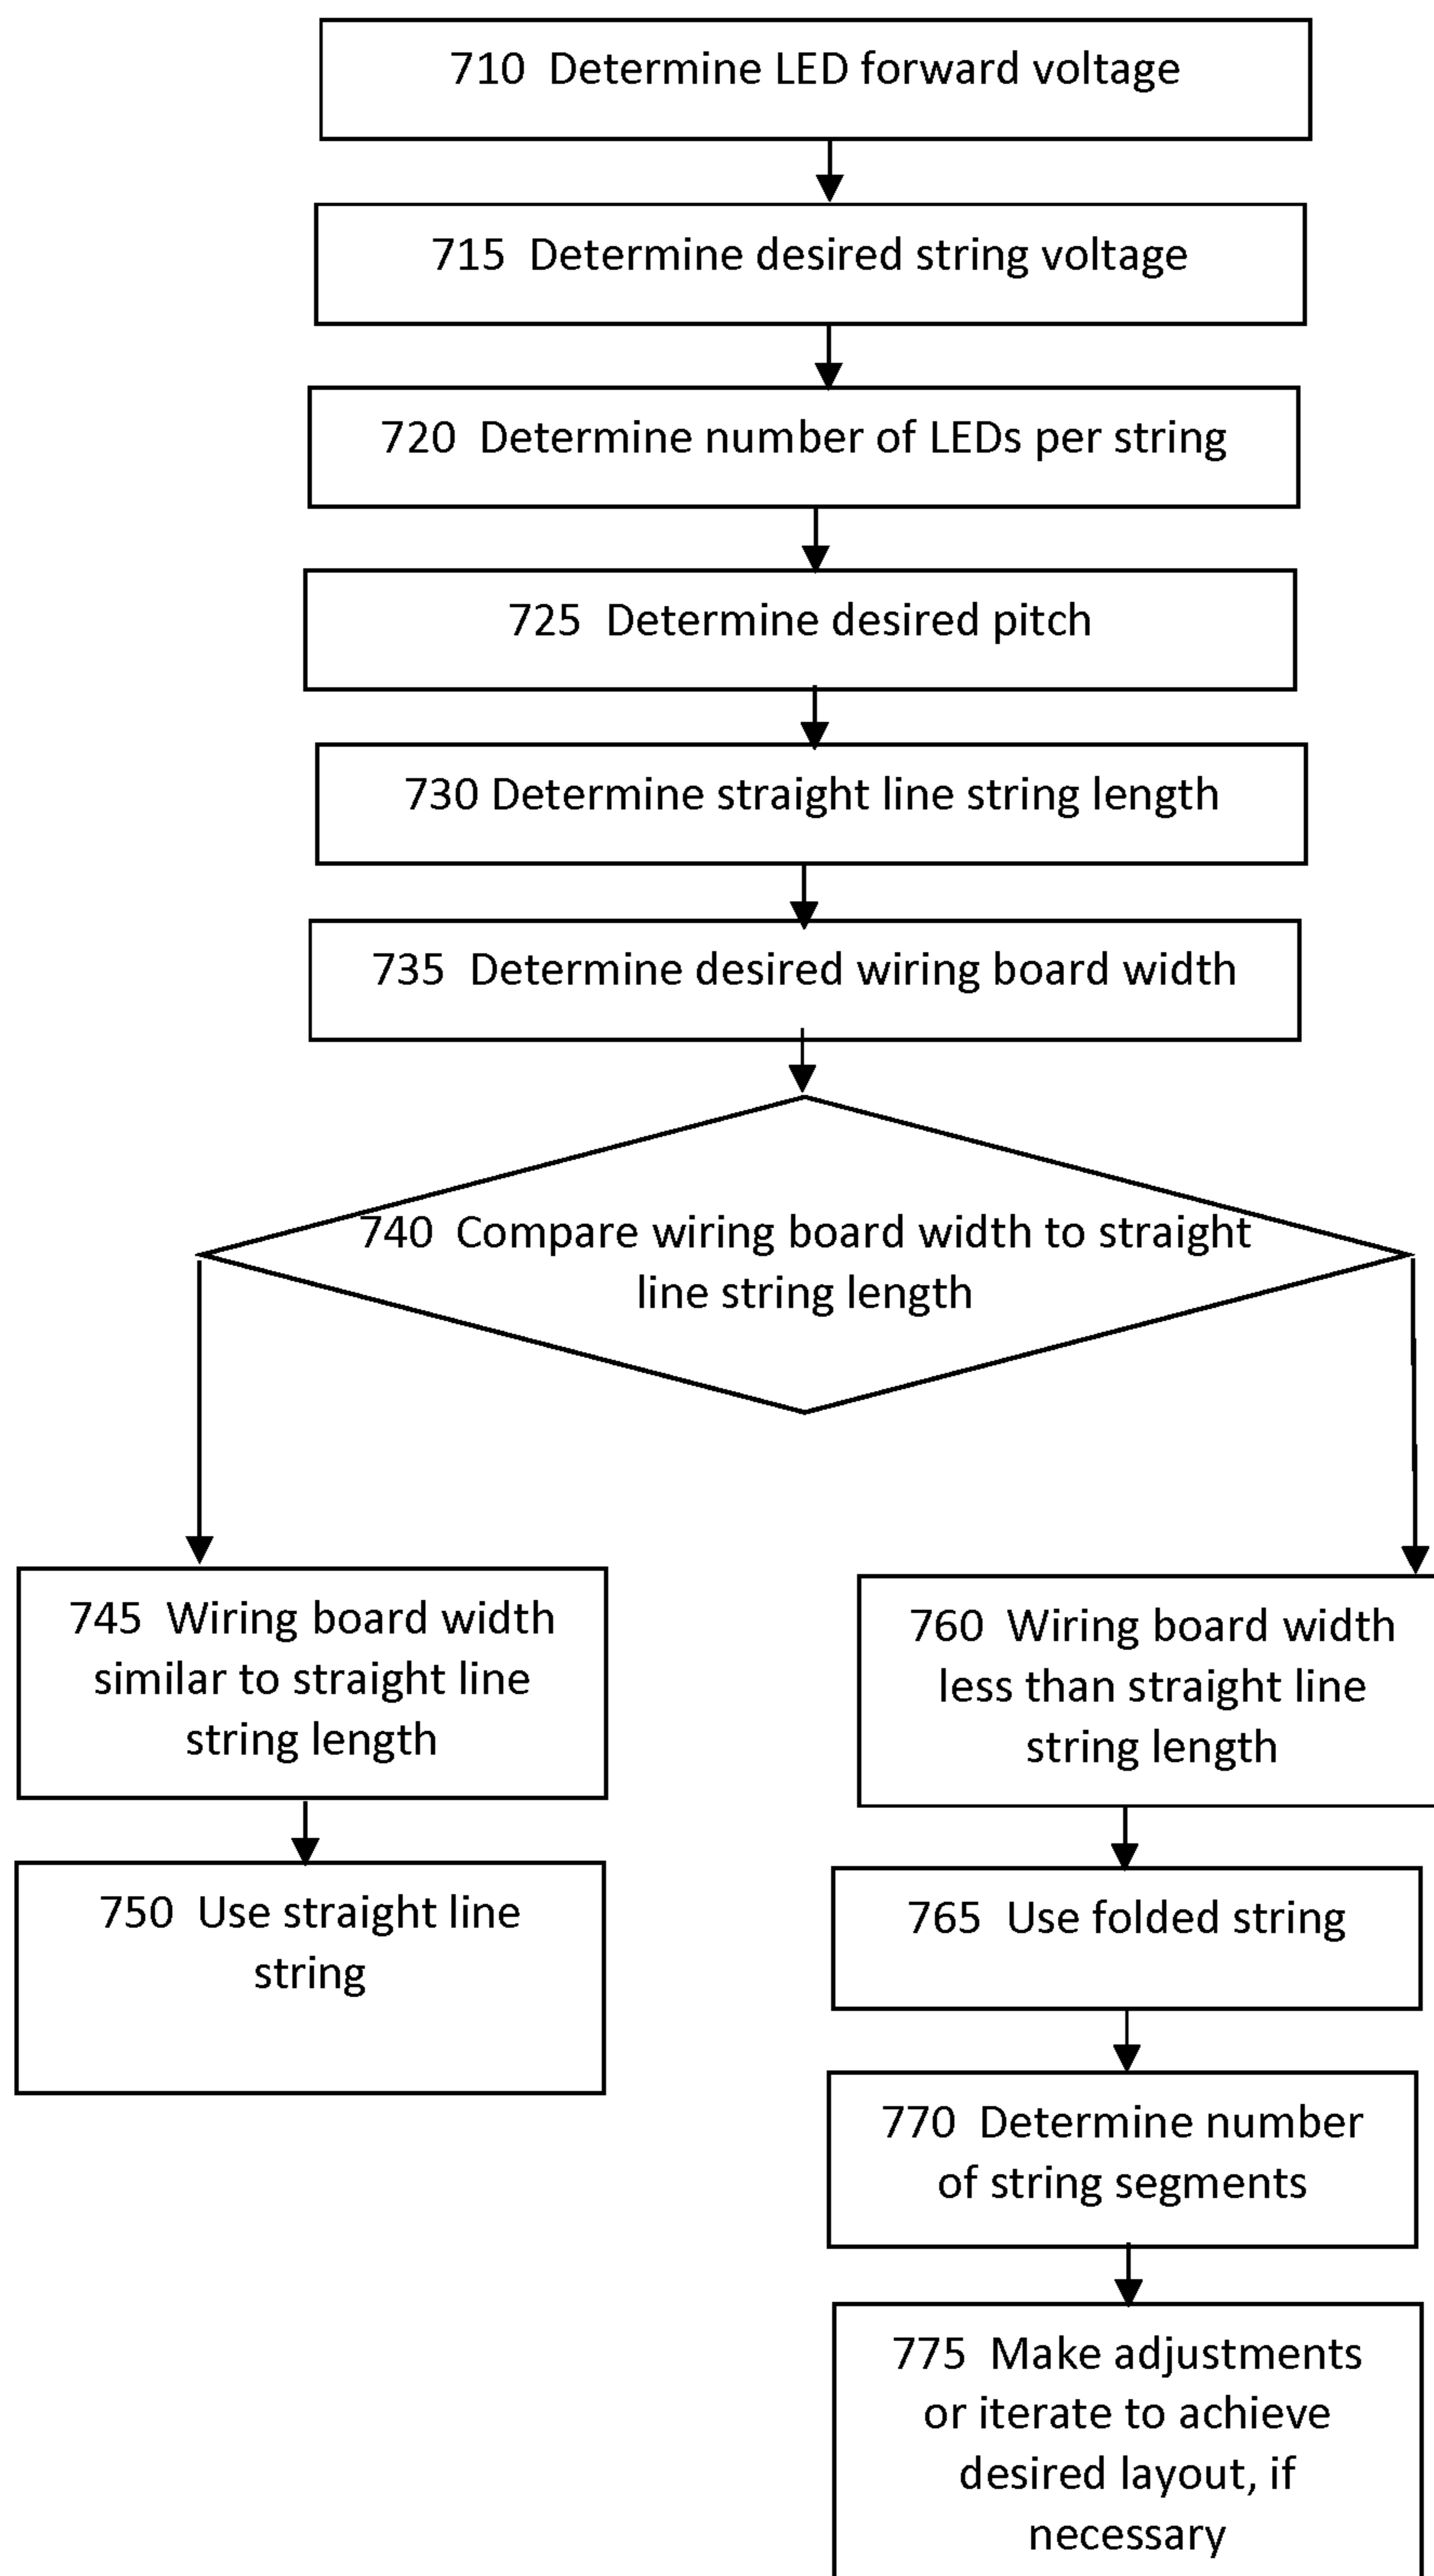 710  Determine LED forward voltage
715  Determine desired string voltage
720  Determine number of LEDs per string
725  Determine desired pitch
730 Determine straight line string length
735  Determine desired wiring board width
740  Compare wiring board width to straight
line string length
745  Wiring board width
similar to straight line
string length
750  Use straight line
string
760  Wiring board width
less than straight line
string length
765  Use folded string
770  Determine number
of string segments
775  Make adjustments
or iterate to achieve
desired layout, if
necessary